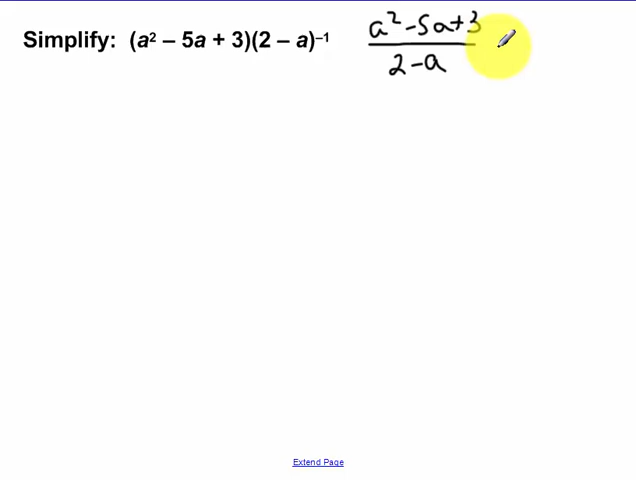 Simplify: (a² – 5a + 3)(2 – a)⁻¹
a² - 5a + 3
2 - a
Extend Page